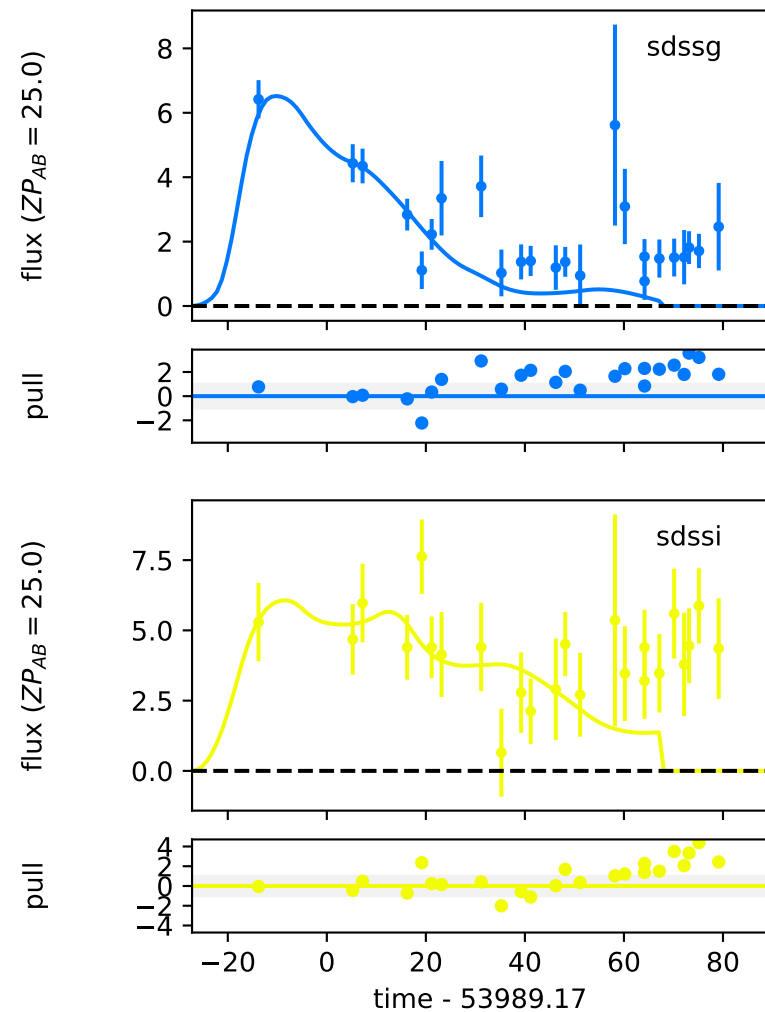 sdssg
flux (ZP_AB = 25.0)
8
6
4
2
0
pull
2
0
−2
sdssi
flux (ZP_AB = 25.0)
7.5
5.0
2.5
0.0
pull
4
2
0
−2
−4
−20 0 20 40 60 80
time - 53989.17